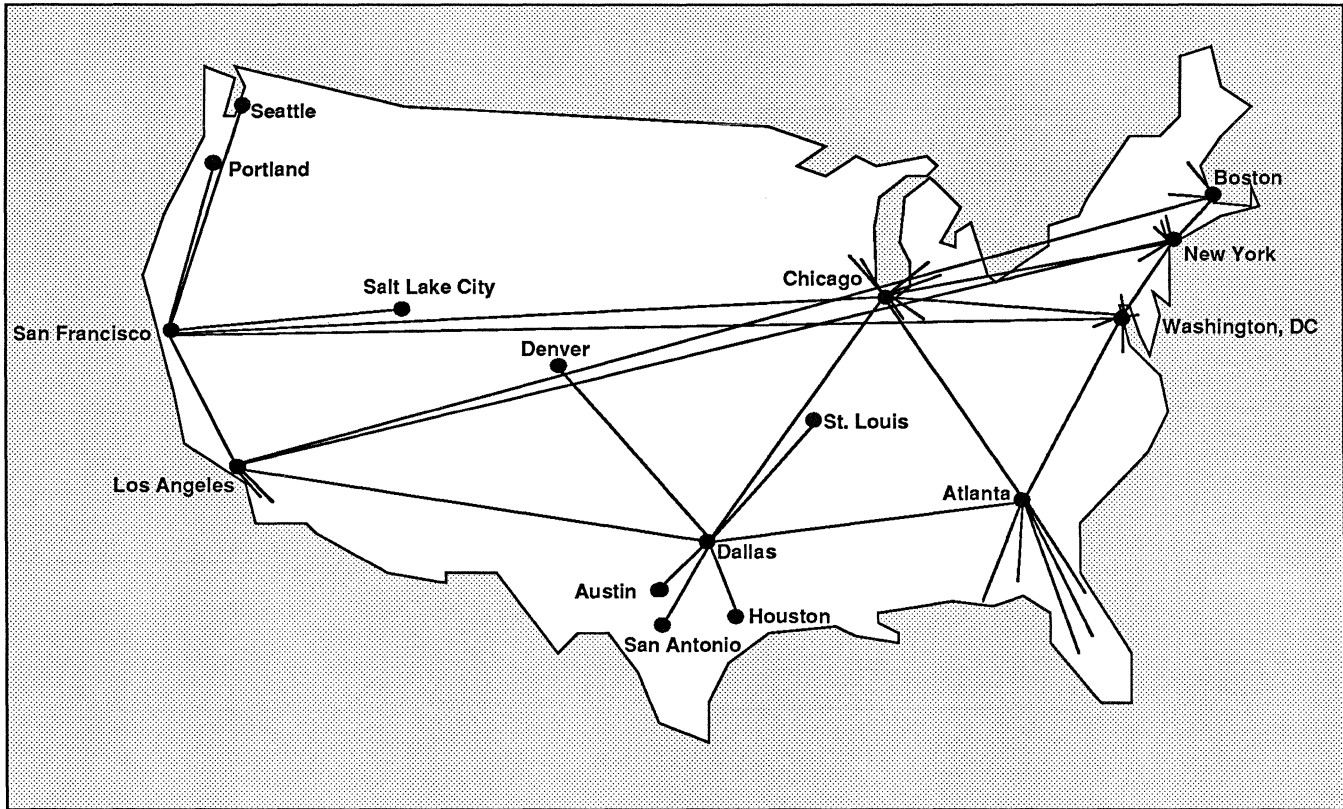 Seattle
Portland
Boston
New York
Chicago
Salt Lake City
Washington, DC
San Francisco
Denver
St. Louis
Los Angeles
Atlanta
Dallas
Austin
Houston
San Antonio